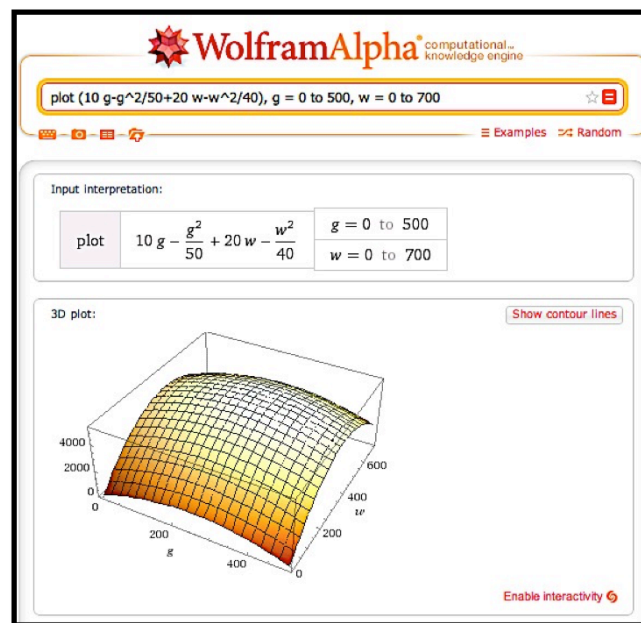 WolframAlpha computational... knowledge engine
plot (10 g-g^2/50+20 w-w^2/40), g = 0 to 500, w = 0 to 700
Examples Random
Input interpretation:
plot 10 g - g²/50 + 20 w - w²/40 g = 0 to 500
w = 0 to 700
3D plot: Show contour lines
4000
2000
0
0
200
400
g
0
200
400
600
w
Enable interactivity